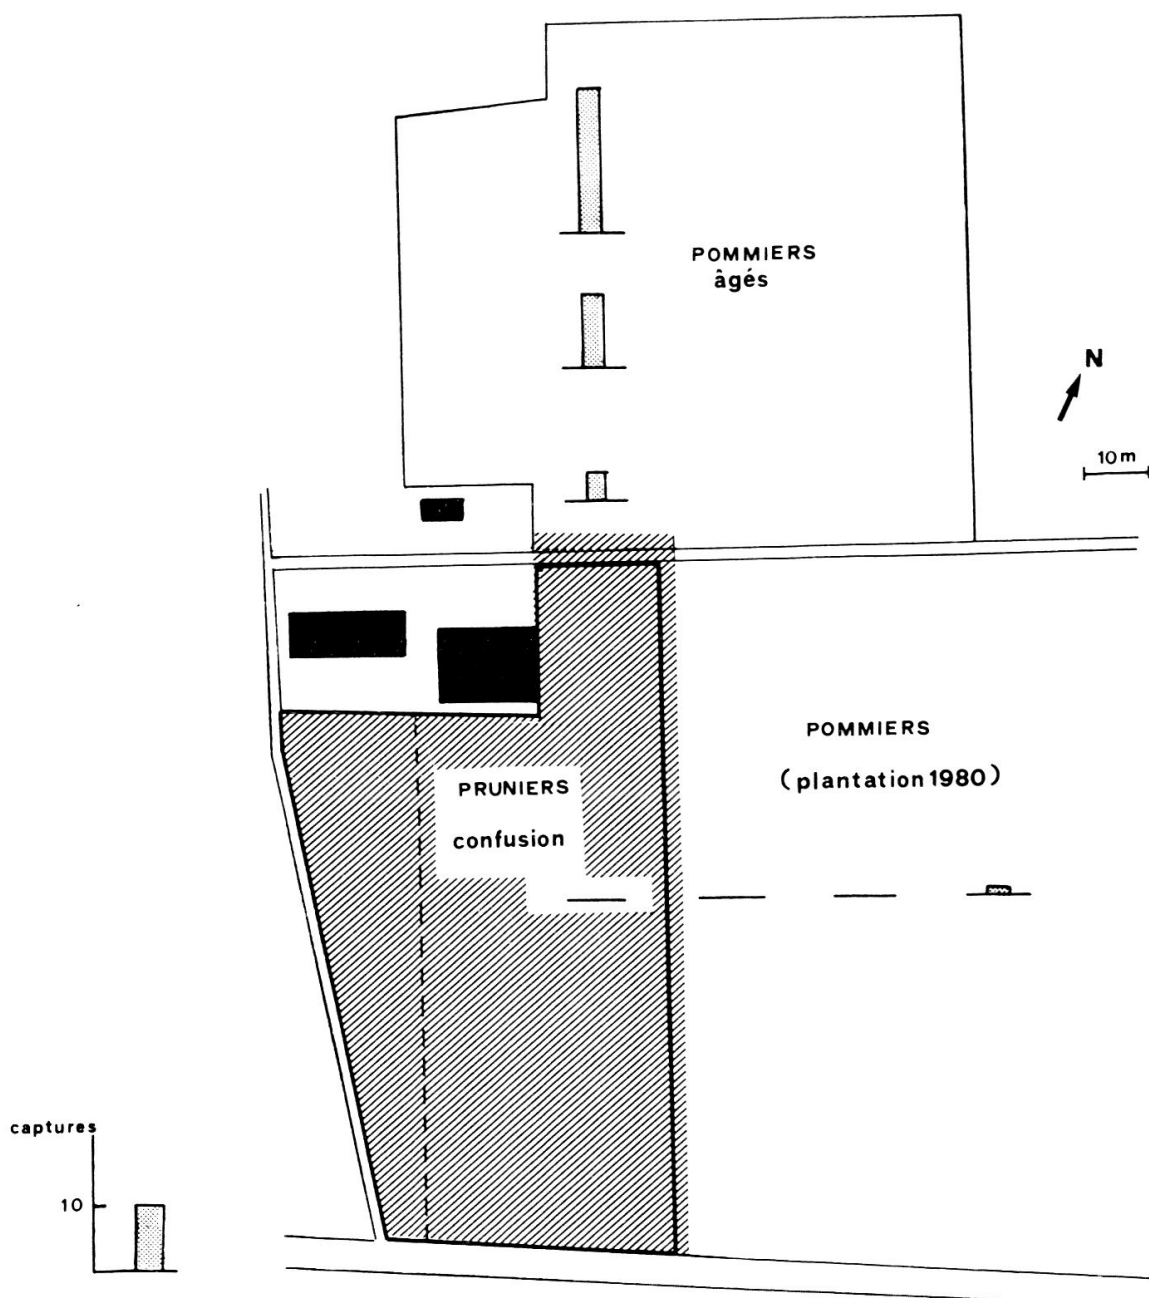 POMMIERS
âgés
N
10 m
POMMIERS
(plantation 1980)
PRUNIERS
confusion
captures
10